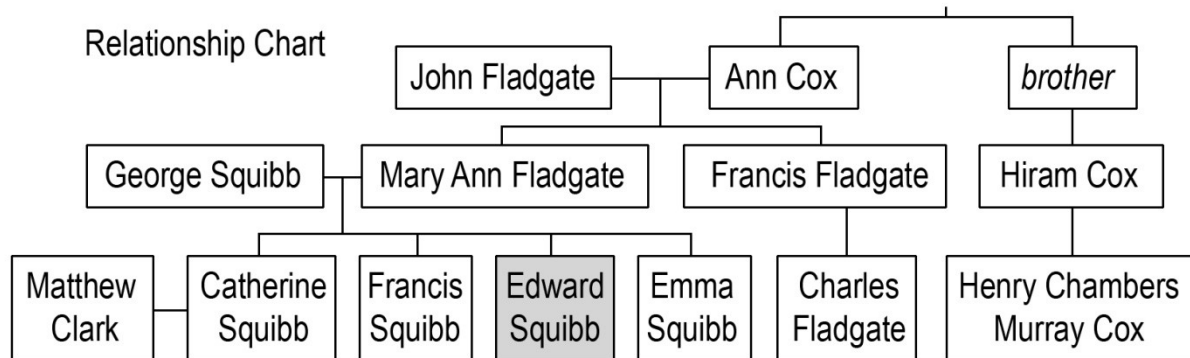 Relationship Chart
John Fladgate
Ann Cox
brother
George Squibb
Mary Ann Fladgate
Francis Fladgate
Hiram Cox
Matthew
Clark
Catherine
Squibb
Francis
Squibb
Edward
Squibb
Emma
Squibb
Charles
Fladgate
Henry Chambers
Murray Cox